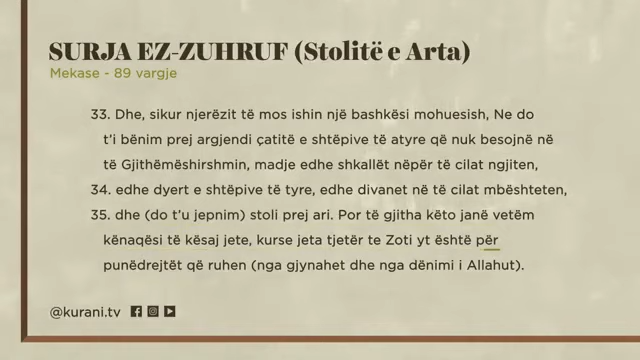 SURJA EZ-ZUHRUF (Stolitë e Arta)
Mekase - 89 vargje
33. Dhe, sikur njerëzit të mos ishin një bashkësi mohuesish, Ne do
t'i bënim prej argjendi çatitë e shtëpive të atyre që nuk besojnë në
të Gjithëmëshirshmin, madje edhe shkallët nëpër të cilat ngjiten,
34. edhe dyert e shtëpive të tyre, edhe divanet në të cilat mbështeten,
35. dhe (do t'u jepnim) stoli prej ari. Por të gjitha këto janë vetëm
kënaqësi të kësaj jete, kurse jeta tjetër te Zoti yt është për
punëdrejtët që ruhen (nga gjynahet dhe nga dënimi i Allahut).
@kurani.tv